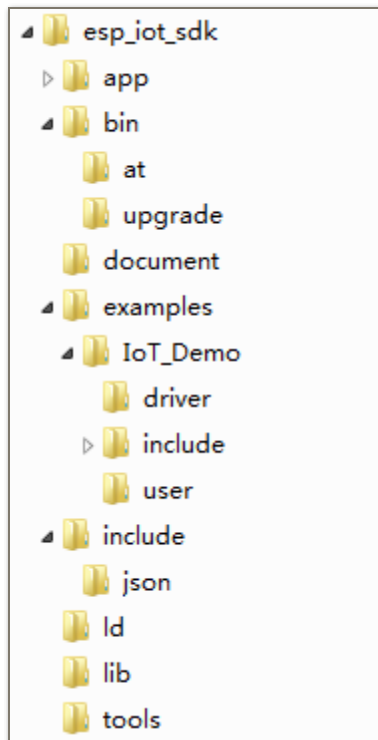 esp_iot_sdk
app
bin
at
upgrade
document
examples
IoT_Demo
driver
include
user
include
json
ld
lib
tools